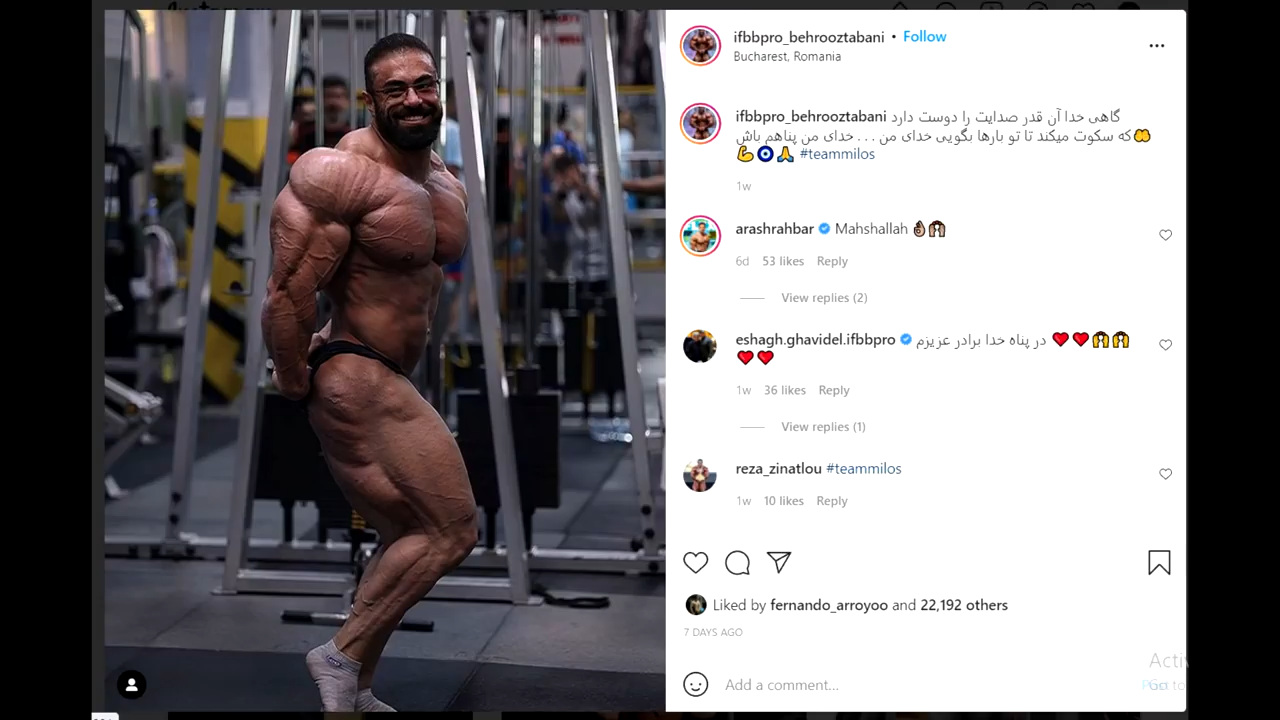 ifbbpro_behrooztabani • Follow
Bucharest, Romania
ifbbpro_behrooztabani گاهی خدا آن قدر صدایت را دوست دارد
که سکوت میکند تا تو بارها بگویی خدای من . . . خدای من پناهم باش🤲
💪🧿🙏 #teammilos
1w
arashrahbar Mahshallah 👌🏽🙌🏽
6d 53 likes Reply
View replies (2)
eshagh.ghavidel.ifbbpro در پناه خدا برادر عزیزم ❤️❤️🙌🙌
❤️❤️
1w 36 likes Reply
View replies (1)
reza_zinatlou #teammilos
1w 10 likes Reply
Liked by fernando_arroyoo and 22,192 others
7 DAYS AGO
Add a comment...